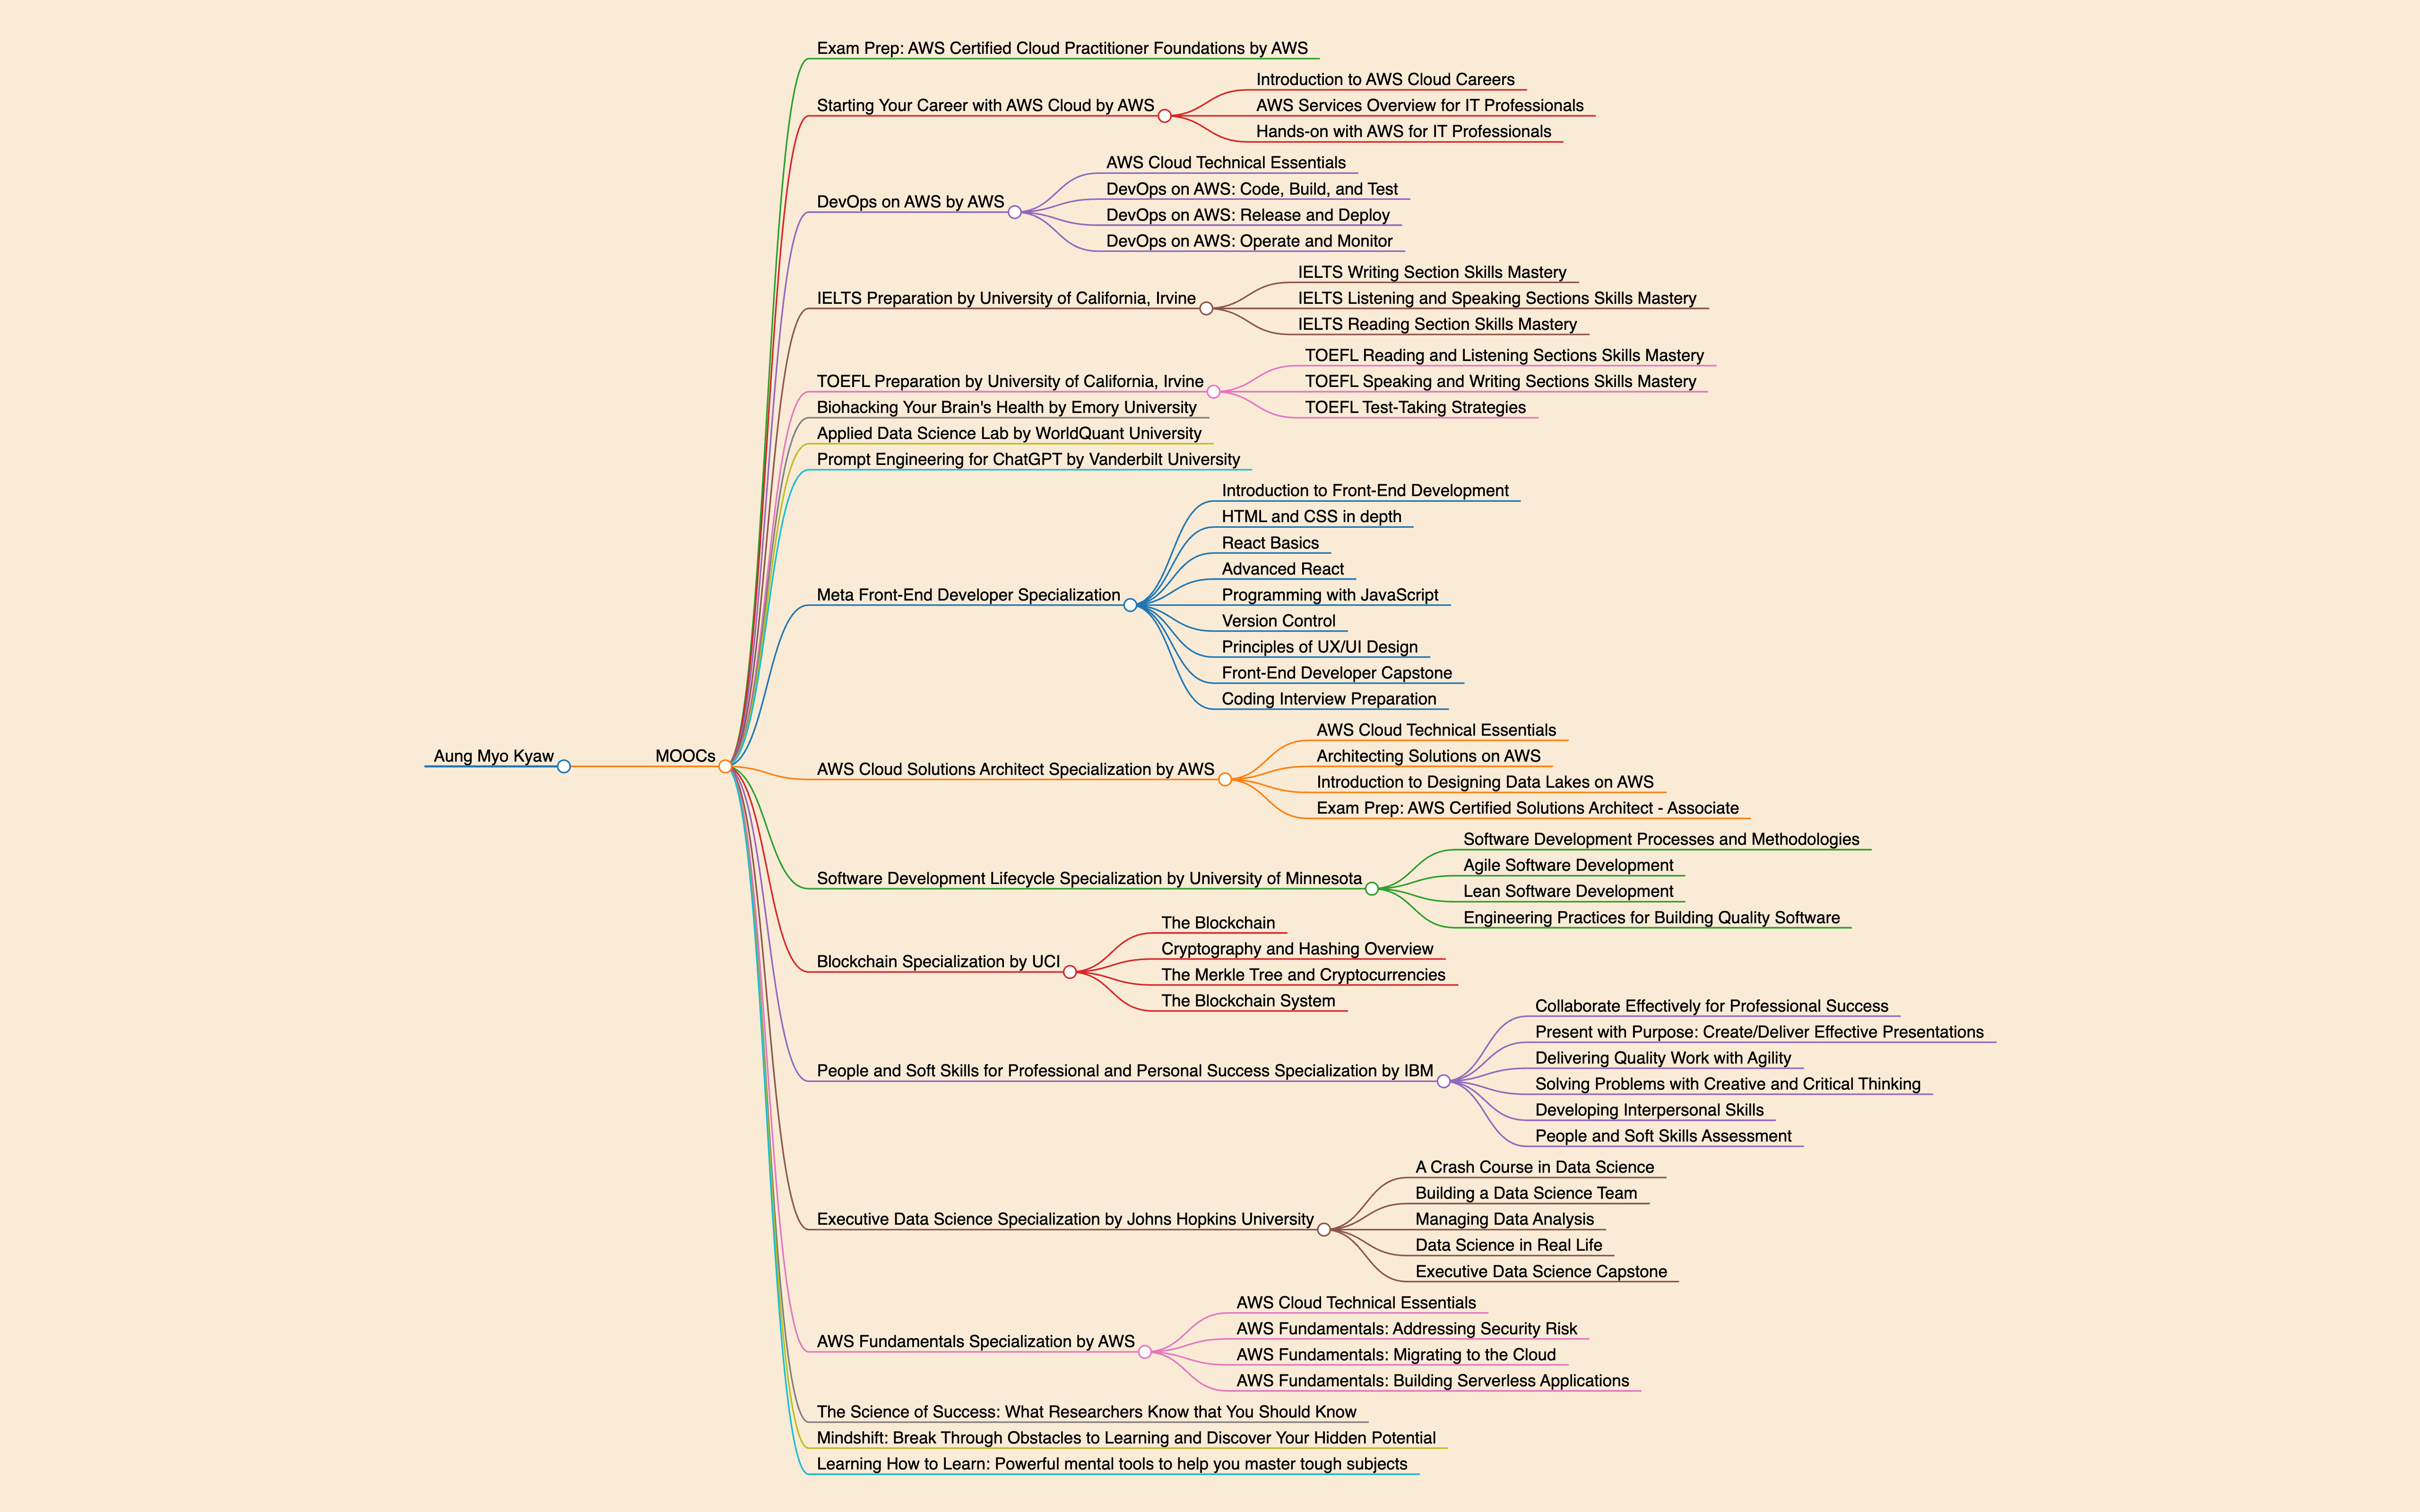 Aung Myo Kyaw
MOOCs
Exam Prep: AWS Certified Cloud Practitioner Foundations by AWS
Starting Your Career with AWS Cloud by AWS
Introduction to AWS Cloud Careers
AWS Services Overview for IT Professionals
Hands-on with AWS for IT Professionals
DevOps on AWS by AWS
AWS Cloud Technical Essentials
DevOps on AWS: Code, Build, and Test
DevOps on AWS: Release and Deploy
DevOps on AWS: Operate and Monitor
IELTS Preparation by University of California, Irvine
IELTS Writing Section Skills Mastery
IELTS Listening and Speaking Sections Skills Mastery
IELTS Reading Section Skills Mastery
TOEFL Preparation by University of California, Irvine
TOEFL Reading and Listening Sections Skills Mastery
TOEFL Speaking and Writing Sections Skills Mastery
TOEFL Test-Taking Strategies
Biohacking Your Brain's Health by Emory University
Applied Data Science Lab by WorldQuant University
Prompt Engineering for ChatGPT by Vanderbilt University
Meta Front-End Developer Specialization
Introduction to Front-End Development
HTML and CSS in depth
React Basics
Advanced React
Programming with JavaScript
Version Control
Principles of UX/UI Design
Front-End Developer Capstone
Coding Interview Preparation
AWS Cloud Solutions Architect Specialization by AWS
AWS Cloud Technical Essentials
Architecting Solutions on AWS
Introduction to Designing Data Lakes on AWS
Exam Prep: AWS Certified Solutions Architect - Associate
Software Development Lifecycle Specialization by University of Minnesota
Software Development Processes and Methodologies
Agile Software Development
Lean Software Development
Engineering Practices for Building Quality Software
Blockchain Specialization by UCI
The Blockchain
Cryptography and Hashing Overview
The Merkle Tree and Cryptocurrencies
The Blockchain System
People and Soft Skills for Professional and Personal Success Specialization by IBM
Collaborate Effectively for Professional Success
Present with Purpose: Create/Deliver Effective Presentations
Delivering Quality Work with Agility
Solving Problems with Creative and Critical Thinking
Developing Interpersonal Skills
People and Soft Skills Assessment
Executive Data Science Specialization by Johns Hopkins University
A Crash Course in Data Science
Building a Data Science Team
Managing Data Analysis
Data Science in Real Life
Executive Data Science Capstone
AWS Fundamentals Specialization by AWS
AWS Cloud Technical Essentials
AWS Fundamentals: Addressing Security Risk
AWS Fundamentals: Migrating to the Cloud
AWS Fundamentals: Building Serverless Applications
The Science of Success: What Researchers Know that You Should Know
Mindshift: Break Through Obstacles to Learning and Discover Your Hidden Potential
Learning How to Learn: Powerful mental tools to help you master tough subjects